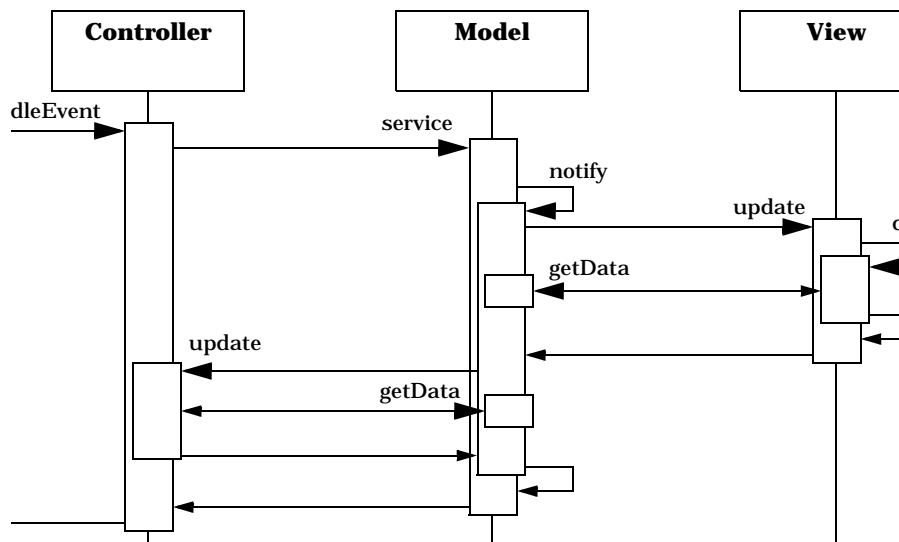 Controller Model View
dleEvent
service
notify
update
getData
update
getData